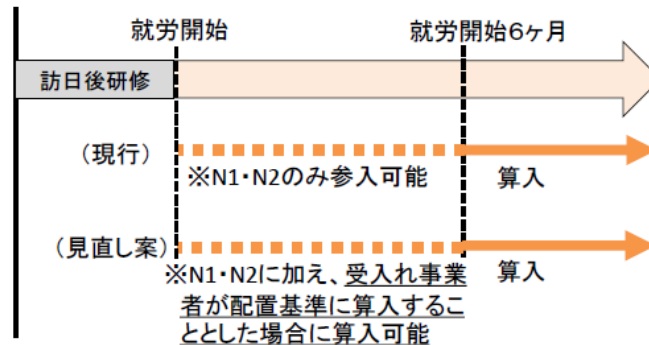 就労開始
就労開始6ヶ月
訪日後研修
（現行）
※N1・N2のみ参入可能
算入
（見直し案）
※N1・N2に加え、受入れ事業
者が配置基準に算入するこ
ととした場合に算入可能
算入